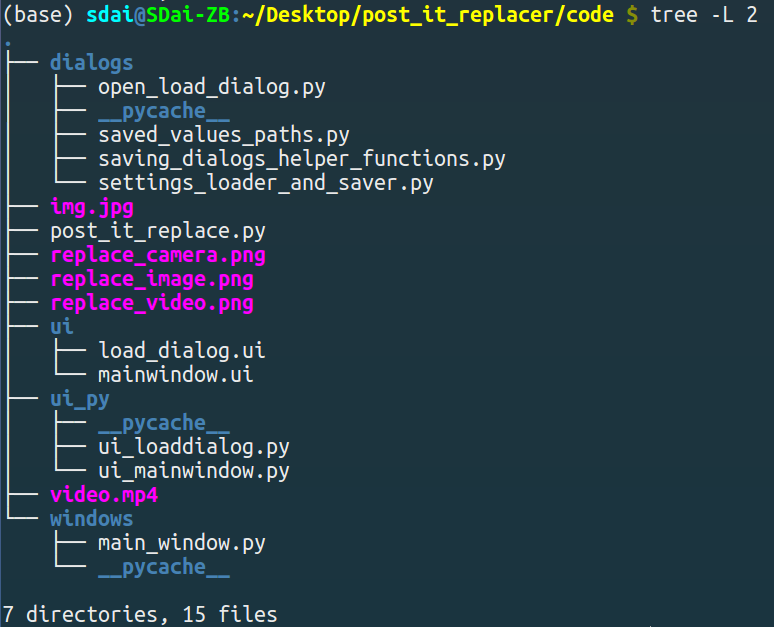 (base) sdai@SDai-ZB:~/Desktop/post_it_replacer/code $ tree -L 2
.
├── dialogs
│   ├── open_load_dialog.py
│   ├── __pycache__
│   ├── saved_values_paths.py
│   ├── saving_dialogs_helper_functions.py
│   └── settings_loader_and_saver.py
├── img.jpg
├── post_it_replace.py
├── replace_camera.png
├── replace_image.png
├── replace_video.png
├── ui
│   ├── load_dialog.ui
│   └── mainwindow.ui
├── ui_py
│   ├── __pycache__
│   ├── ui_loaddialog.py
│   └── ui_mainwindow.py
├── video.mp4
└── windows
    ├── main_window.py
    └── __pycache__

7 directories, 15 files